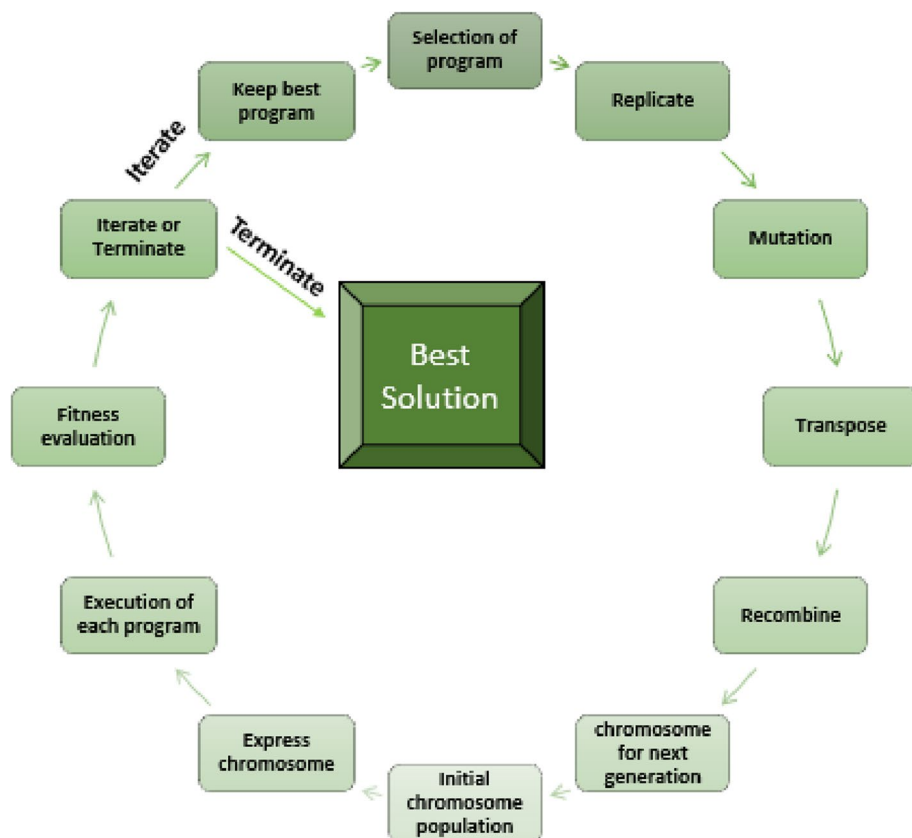 Selection of
program
Replicate
Mutation
Transpose
Recombine
chromosome
for next
generation
Initial
chromosome
population
Express
chromosome
Execution of
each program
Fitness
evaluation
Iterate or
Terminate
Iterate
Keep best
program
Terminate
Best
Solution